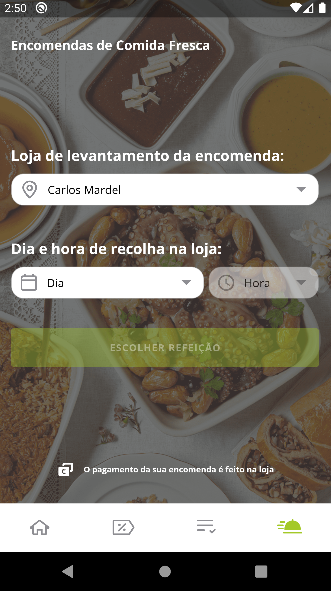 2:50
Encomendas de Comida Fresca
Loja de levantamento da encomenda:
Carlos Mardel
Dia e hora de recolha na loja:
Dia Hora
ESCOLHER REFEIÇÃO
O pagamento da sua encomenda é feito na loja